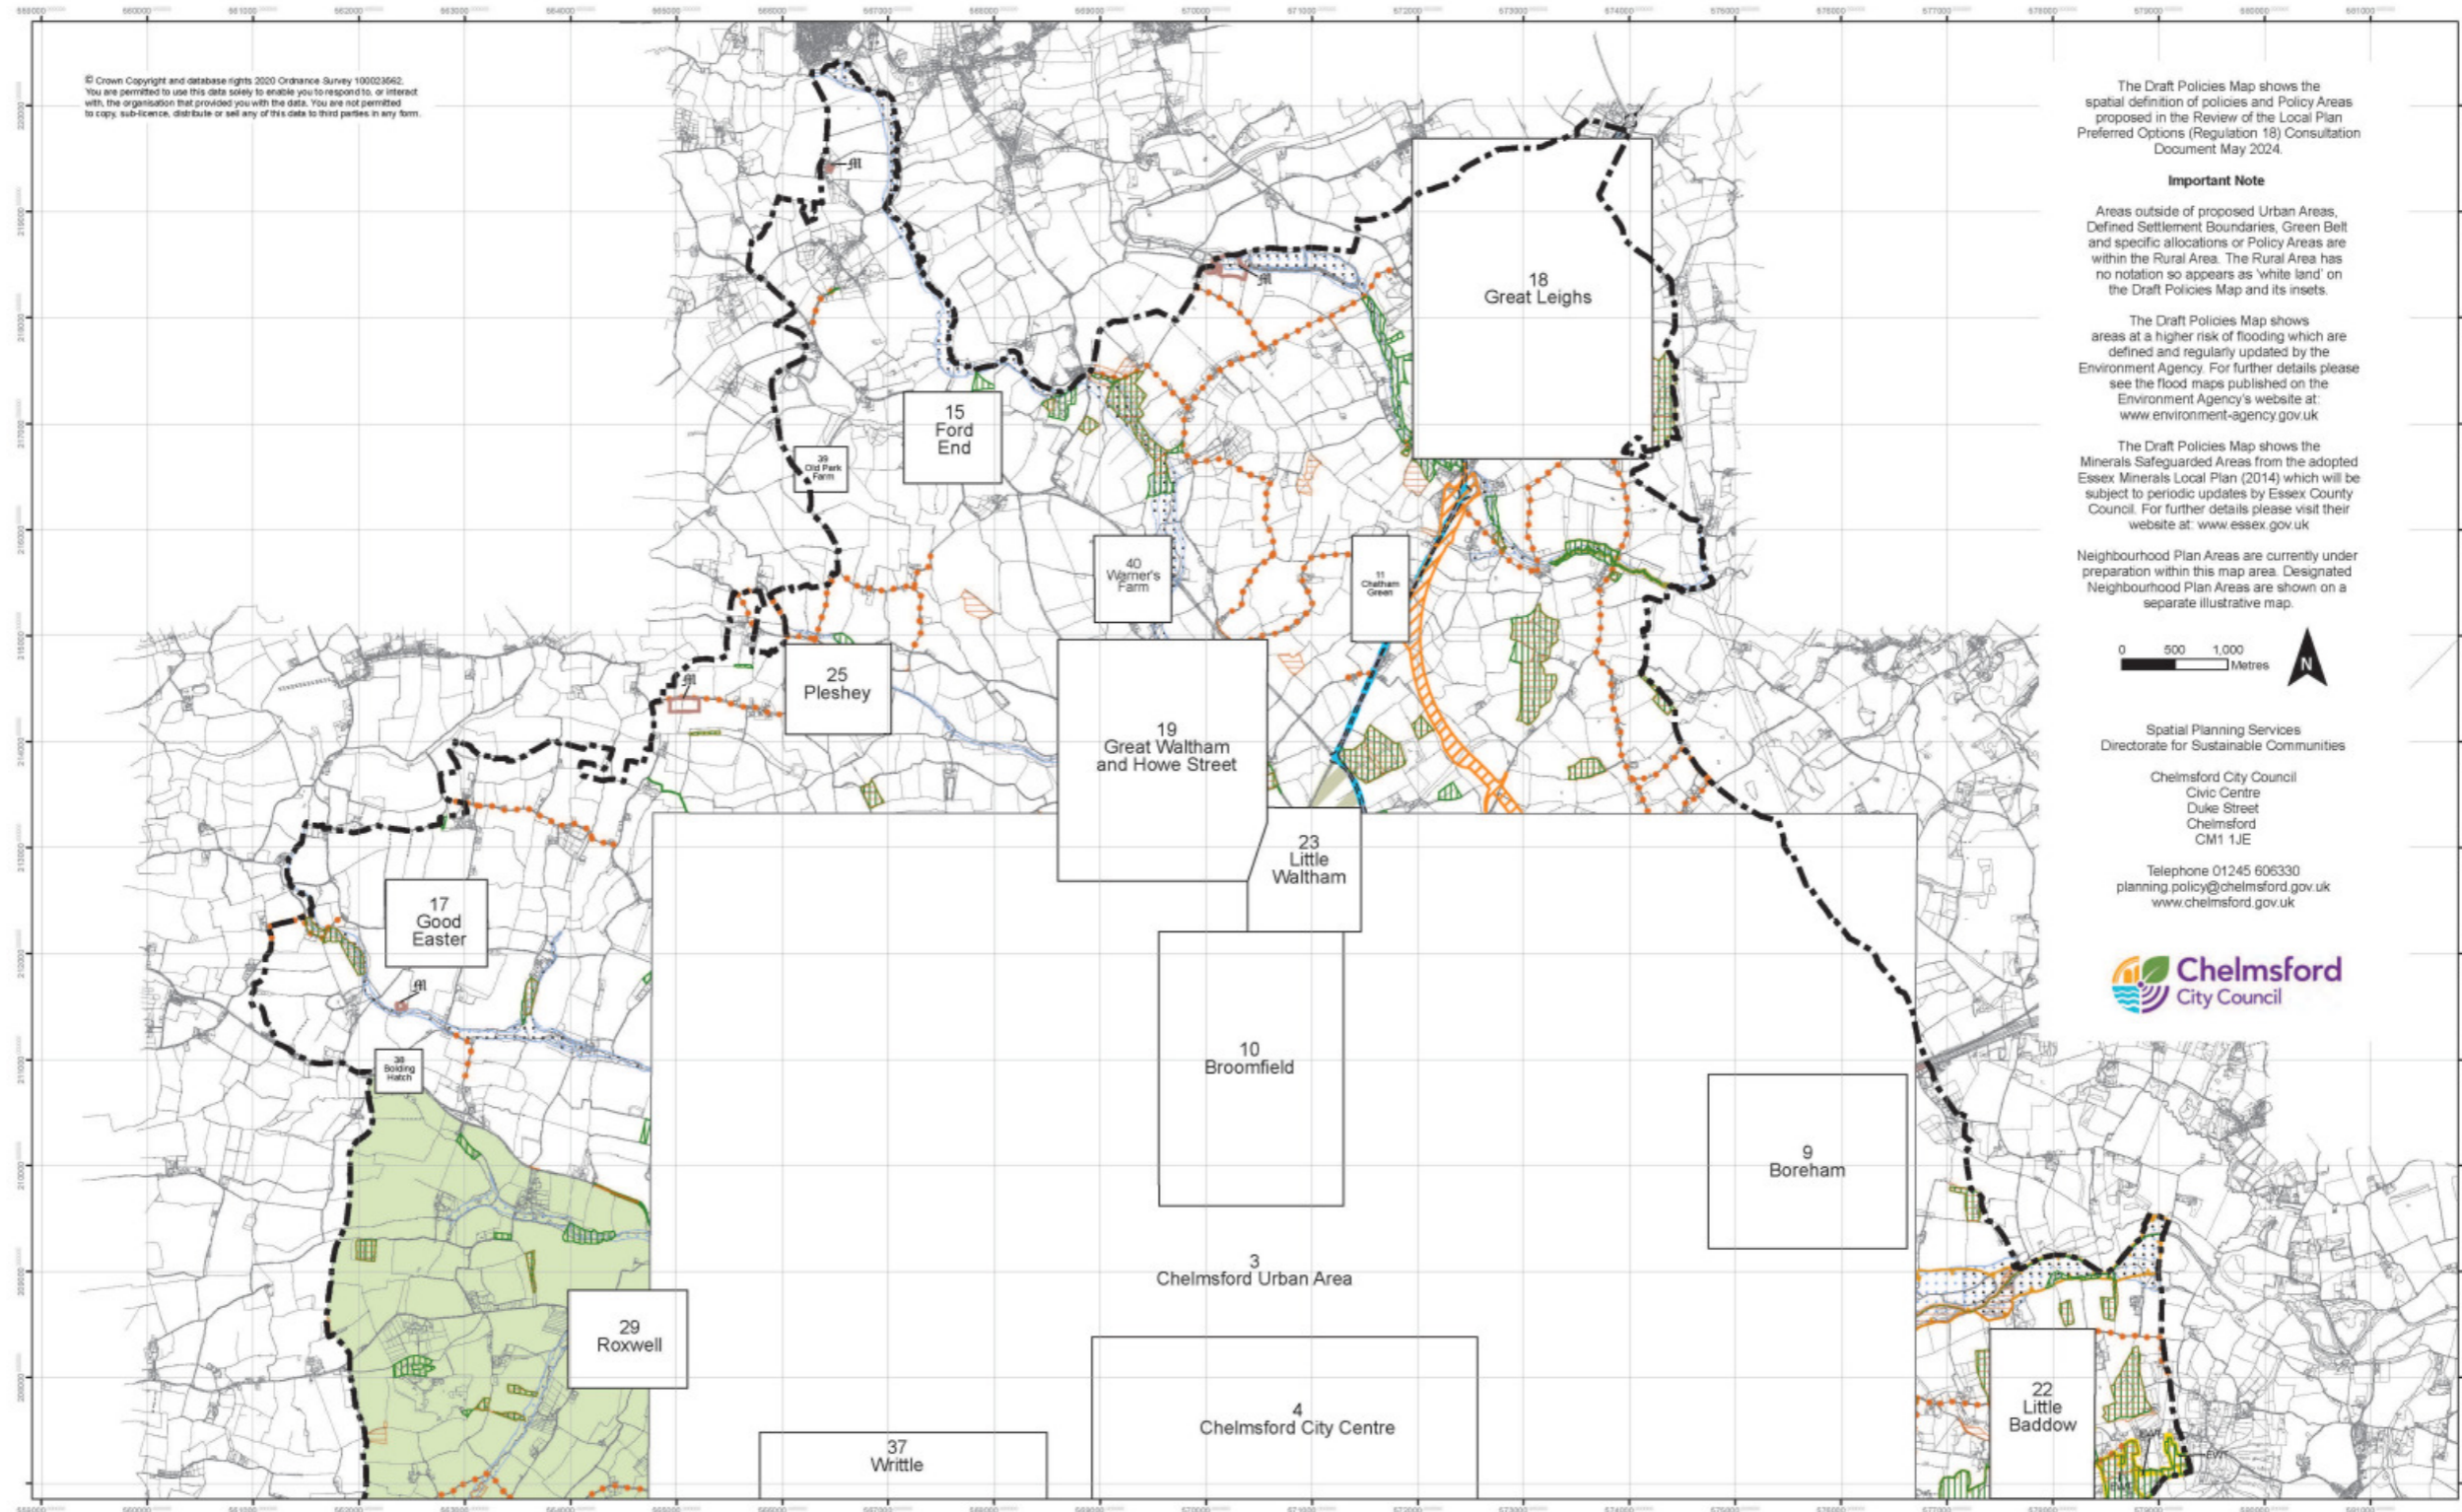 © Crown Copyright and database rights 2020 Ordnance Survey 100023562.
You are permitted to use this data solely to enable you to respond to, or interact
with, the organisation that provided you with the data. You are not permitted
to copy, sub-licence, distribute or sell any of this data to third parties in any form.
The Draft Policies Map shows the
spatial definition of policies and Policy Areas
proposed in the Review of the Local Plan
Preferred Options (Regulation 18) Consultation
Document May 2024.
Important Note
Areas outside of proposed Urban Areas,
Defined Settlement Boundaries, Green Belt
and specific allocations or Policy Areas are
within the Rural Area. The Rural Area has
no notation so appears as 'white land' on
the Draft Policies Map and its insets.
The Draft Policies Map shows
areas at a higher risk of flooding which are
defined and regularly updated by the
Environment Agency. For further details please
see the flood maps published on the
Environment Agency's website at:
www.environment-agency.gov.uk
The Draft Policies Map shows the
Minerals Safeguarded Areas from the adopted
Essex Minerals Local Plan (2014) which will be
subject to periodic updates by Essex County
Council. For further details please visit their
website at: www.essex.gov.uk
Neighbourhood Plan Areas are currently under
preparation within this map area. Designated
Neighbourhood Plan Areas are shown on a
separate illustrative map.
0 500 1,000
Metres
N
Spatial Planning Services
Directorate for Sustainable Communities
Chelmsford City Council
Civic Centre
Duke Street
Chelmsford
CM1 1JE
Telephone 01245 606330
planning.policy@chelmsford.gov.uk
www.chelmsford.gov.uk
Chelmsford
City Council
M
M
18
Great Leighs
15
Ford
End
39
Old Park
Farm
40
Warner's
Farm
11
Chatham
Green
M
25
Pleshey
19
Great Waltham
and Howe Street
23
Little
Waltham
17
Good
Easter
M
38
Boiding
Hatch
10
Broomfield
9
Boreham
3
Chelmsford Urban Area
29
Roxwell
4
Chelmsford City Centre
37
Writtle
22
Little
Baddow